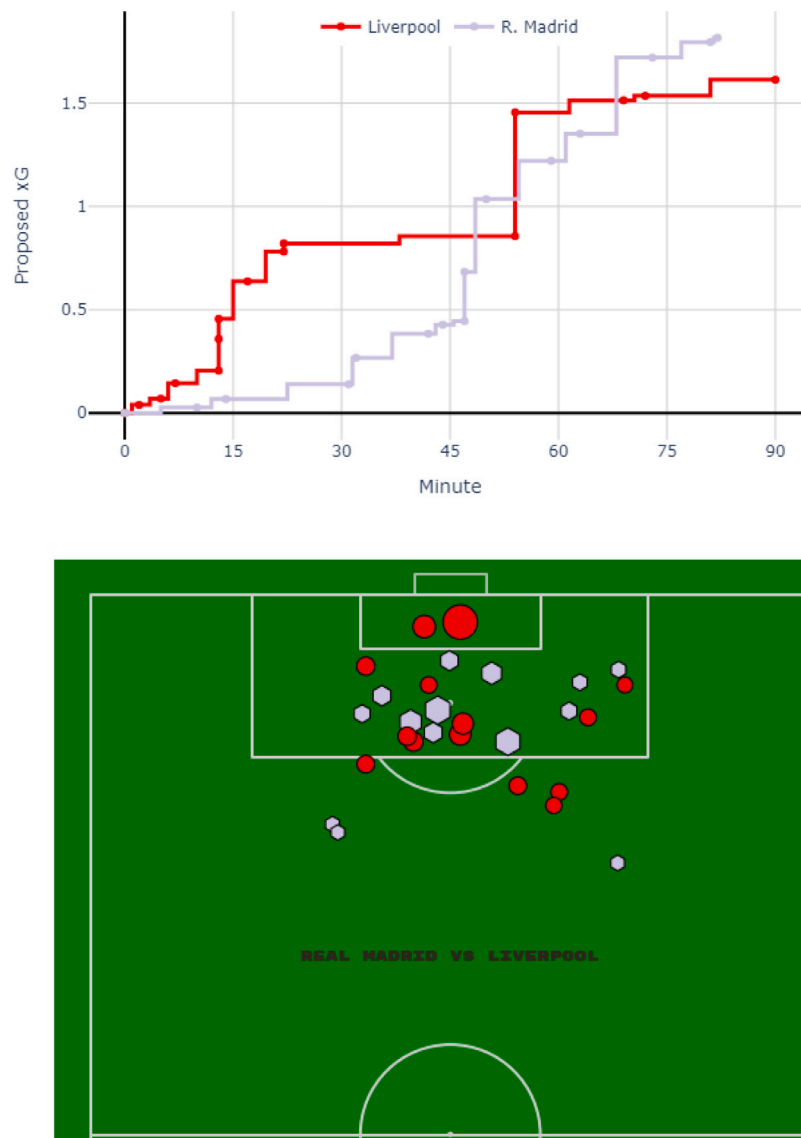 Liverpool R. Madrid
1.5
1
0.5
0
Proposed xG
0 15 30 45 60 75 90
Minute
REAL MADRID VS LIVERPOOL